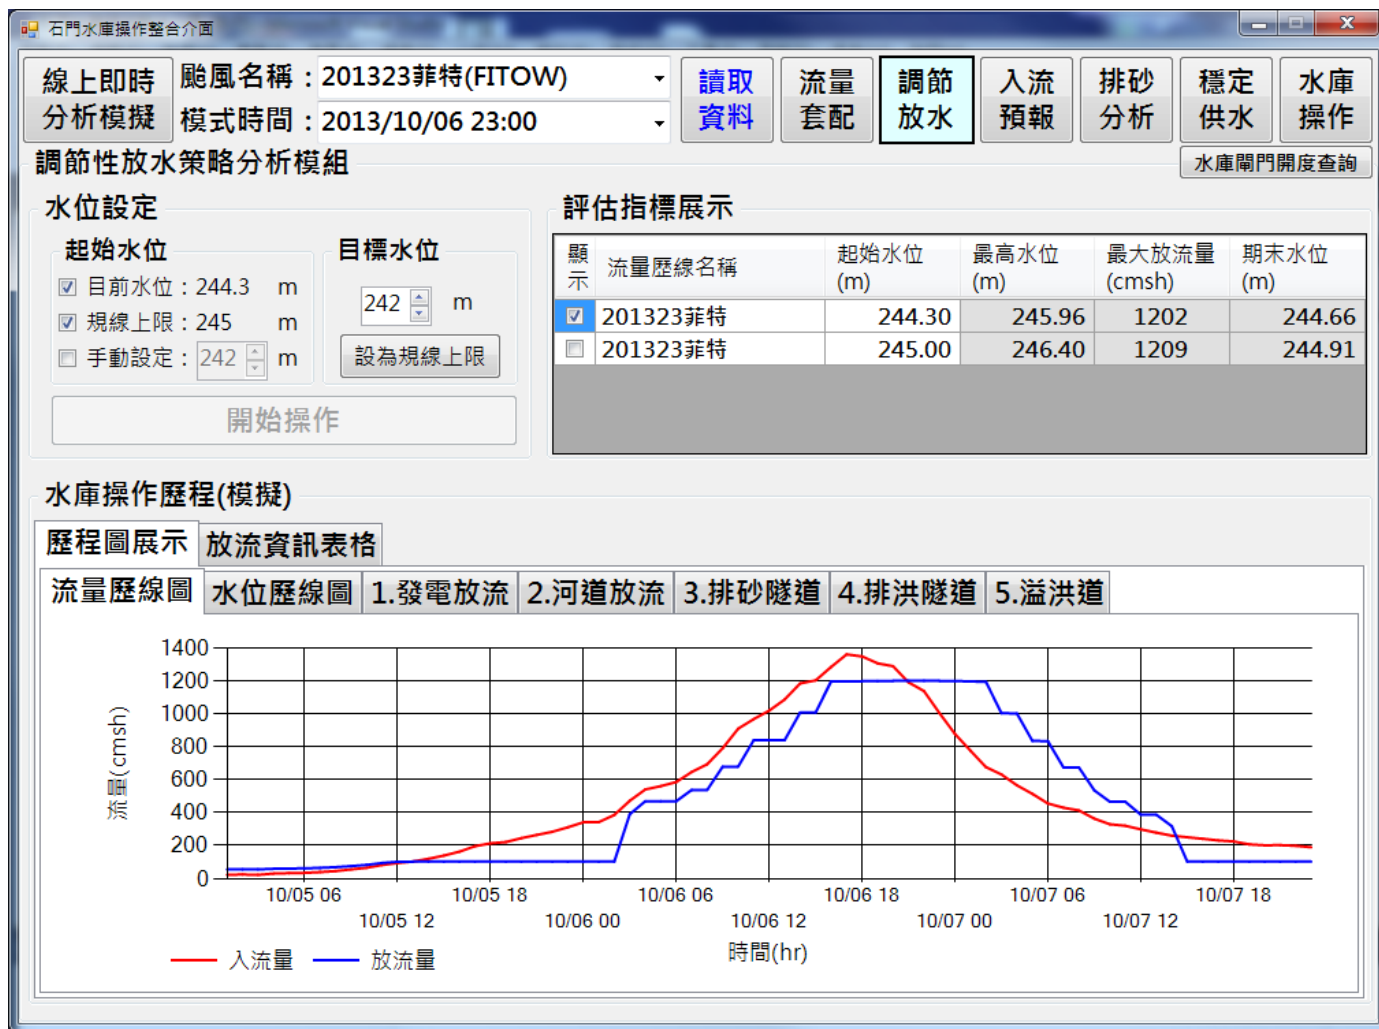 石門水庫操作整合介面
線上即時
分析模擬
颱風名稱：201323菲特(FITOW)
模式時間：2013/10/06 23:00
讀取
資料
流量
套配
調節
放水
入流
預報
排砂
分析
穩定
供水
水庫
操作
調節性放水策略分析模組
水庫閘門開度查詢
水位設定
起始水位
目前水位：244.3 m
規線上限：245 m
手動設定：242 m
目標水位
242 m
設為規線上限
開始操作
評估指標展示
顯示 流量歷線名稱 起始水位(m) 最高水位(m) 最大放流量(cmsh) 期末水位(m)
201323菲特 244.30 245.96 1202 244.66
201323菲特 245.00 246.40 1209 244.91
水庫操作歷程(模擬)
歷程圖展示 放流資訊表格
流量歷線圖 水位歷線圖 1.發電放流 2.河道放流 3.排砂隧道 4.排洪隧道 5.溢洪道
流量(cmsh)
1400
1200
1000
800
600
400
200
0
10/05 06 10/05 18 10/06 06 10/06 18 10/07 06 10/07 18
10/05 12 10/06 00 10/06 12 10/07 00 10/07 12
時間(hr)
入流量 放流量